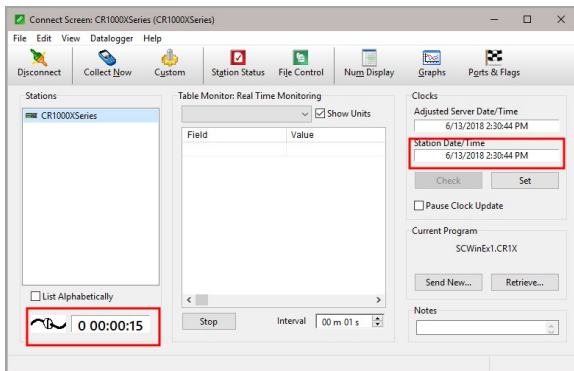 Connect Screen: CR1000XSeries (CR1000XSeries)
File Edit View Datalogger Help
Disconnect Collect Now Custom Station Status File Control Num Display Graphs Ports & Flags
Stations
CR1000XSeries
List Alphabetically
0 00:00:15
Table Monitor: Real Time Monitoring
Show Units
Field Value
Stop Interval 00 m 01 s
Clocks
Adjusted Server Date/Time
6/13/2018 2:30:44 PM
Station Date/Time
6/13/2018 2:30:44 PM
Check Set
Pause Clock Update
Current Program
SCWinEx1.CR1X
Send New... Retrieve...
Notes